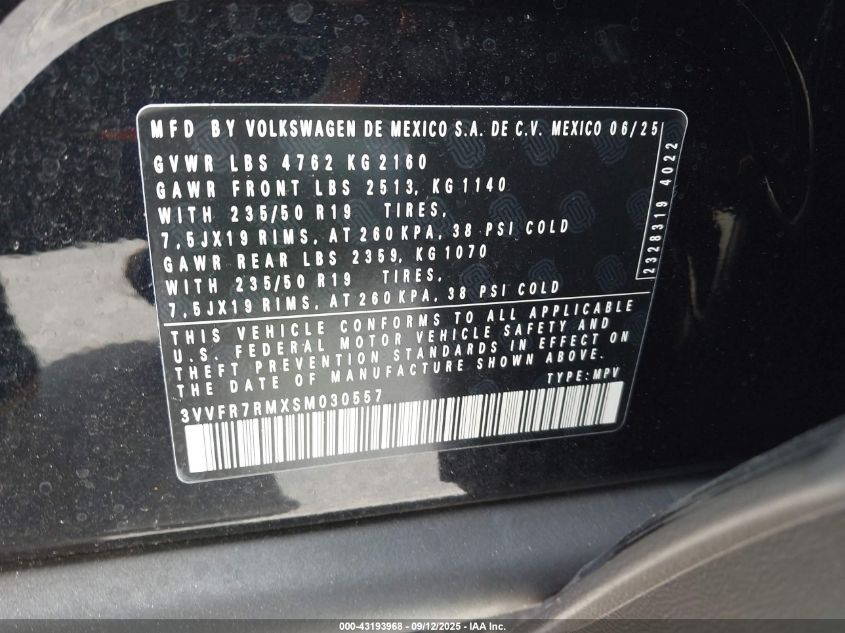 MFD BY VOLKSWAGEN DE MEXICO S.A. DE C.V. MEXICO 06/25
GVWR LBS 4762 KG 2160
GAWR FRONT LBS 2513, KG 1140
WITH 235/50 R19 TIRES,
7,5JX19 RIMS, AT 260 KPA, 38 PSI COLD
GAWR REAR LBS 2359, KG 1070
WITH 235/50 R19 TIRES,
7,5JX19 RIMS, AT 260 KPA, 38 PSI COLD
2328319 4022
THIS VEHICLE CONFORMS TO ALL APPLICABLE
U.S. FEDERAL MOTOR VEHICLE SAFETY AND
THEFT PREVENTION STANDARDS IN EFFECT ON
THE DATE OF MANUFACTURE SHOWN ABOVE.
TYPE: MPV
3VVFR7RMXSM030557
000-43193968 - 09/12/2025 - IAA Inc.